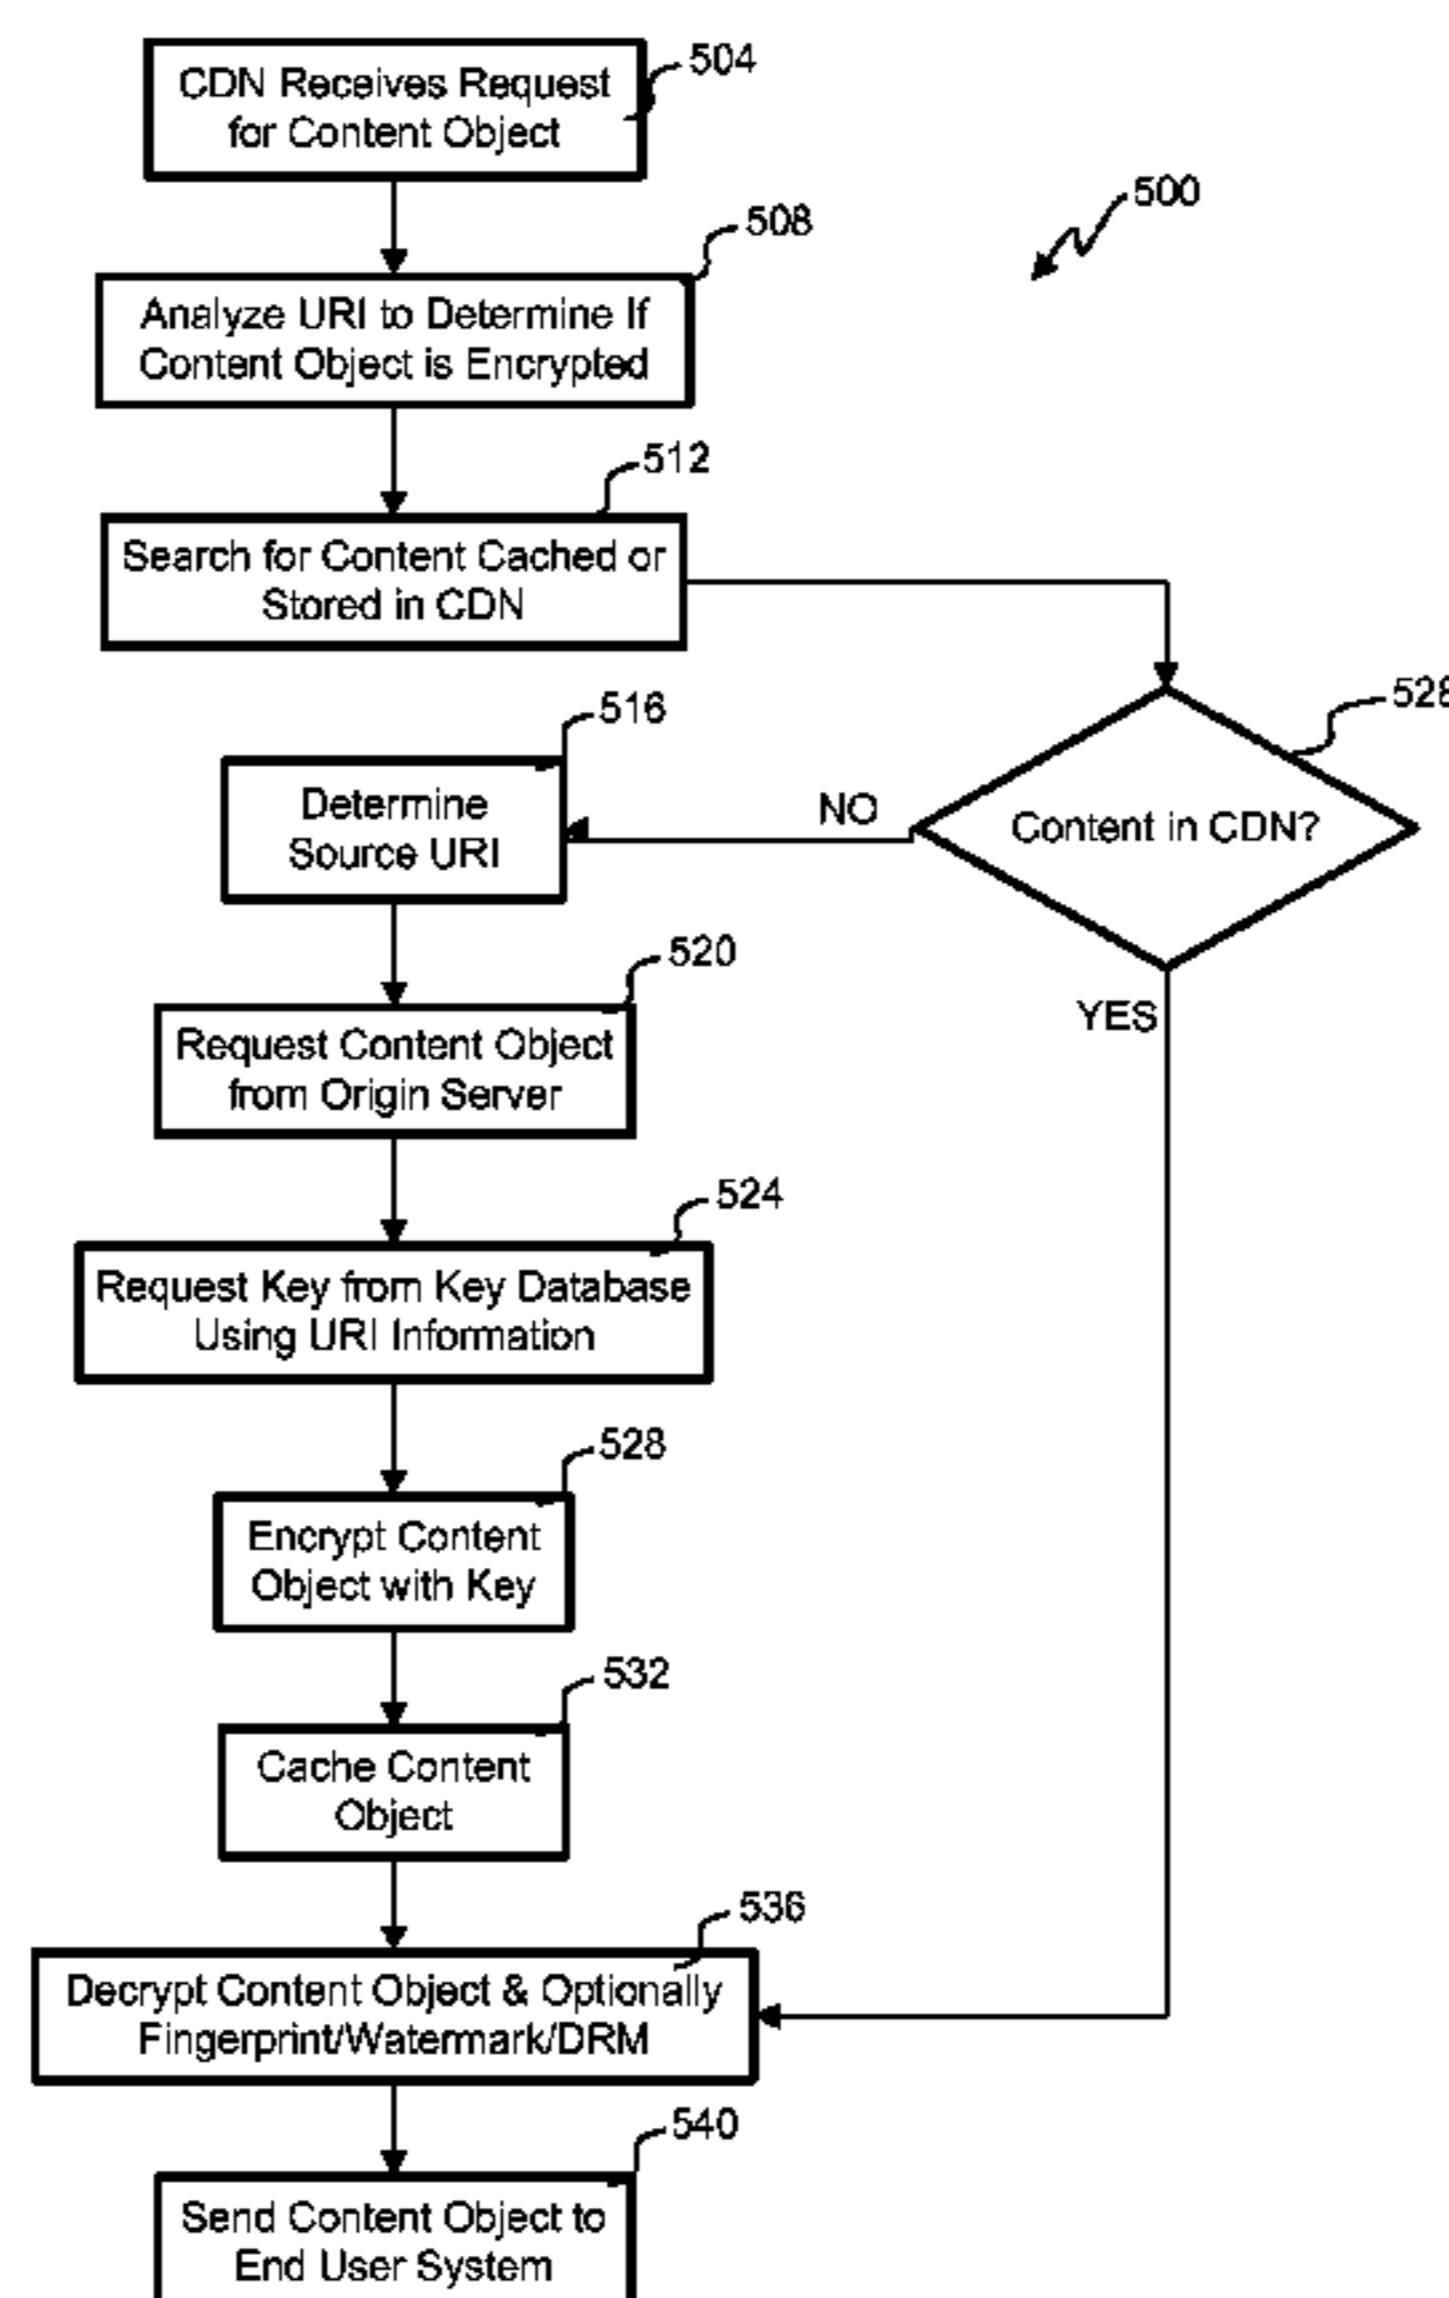 CDN Receives Request
for Content Object
504
500
508
Analyze URI to Determine If
Content Object is Encrypted
512
Search for Content Cached or
Stored in CDN
528
Content in CDN?
NO
YES
516
Determine
Source URI
520
Request Content Object
from Origin Server
524
Request Key from Key Database
Using URI Information
528
Encrypt Content
Object with Key
532
Cache Content
Object
536
Decrypt Content Object & Optionally
Fingerprint/Watermark/DRM
540
Send Content Object to
End User System